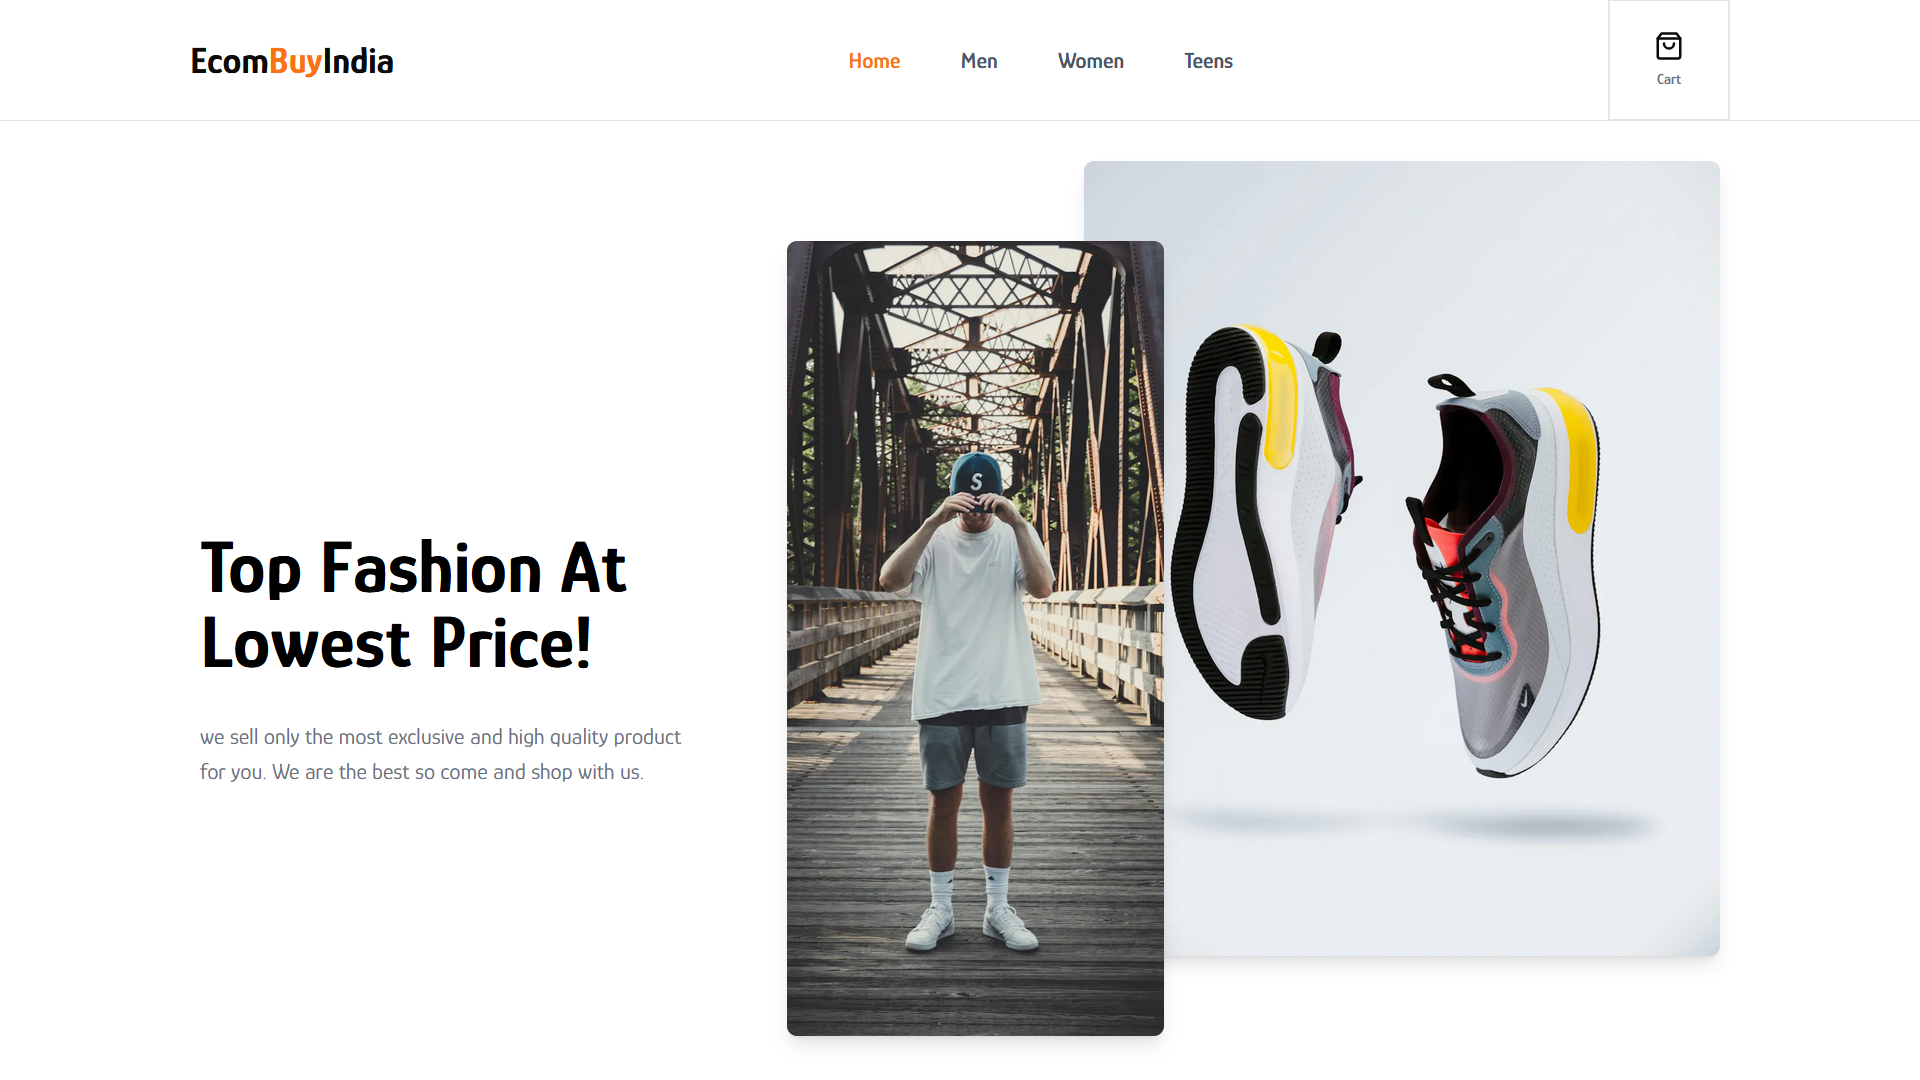 EcomBuyIndia
Home
Men
Women
Teens
Cart
Top Fashion At
Lowest Price!
we sell only the most exclusive and high quality product
for you. We are the best so come and shop with us.
S